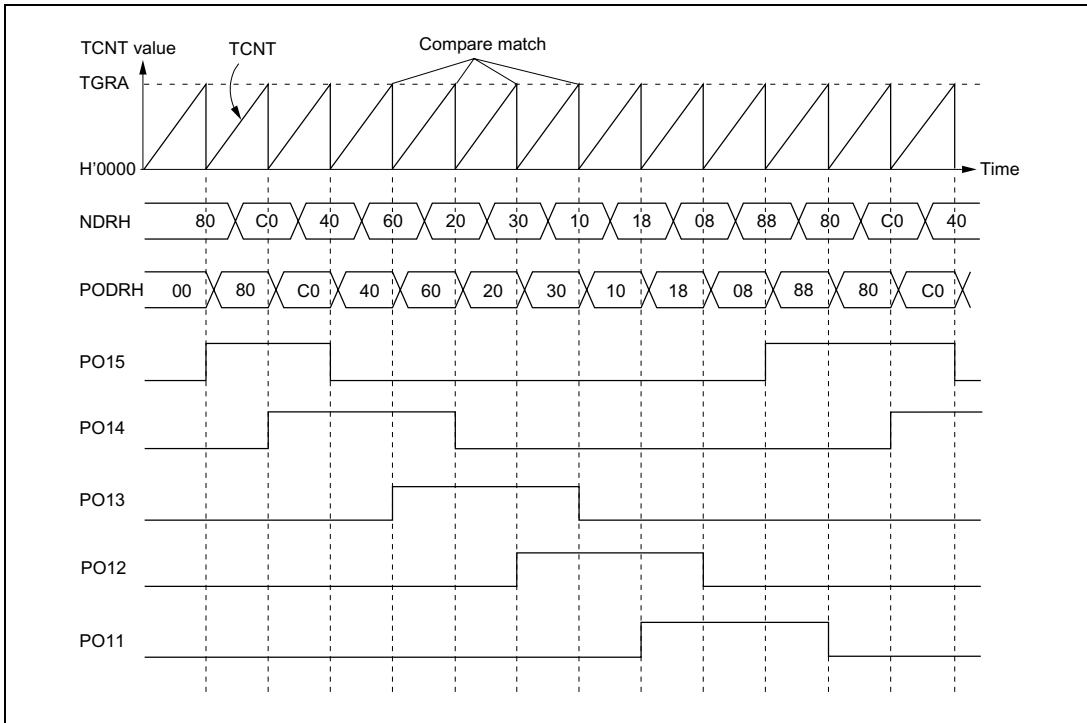 TCNT value
TCNT
Compare match
TGRA
H'0000
Time
NDRH 80 C0 40 60 20 30 10 18 08 88 80 C0 40
PODRH 00 80 C0 40 60 20 30 10 18 08 88 80 C0
PO15
PO14
PO13
PO12
PO11